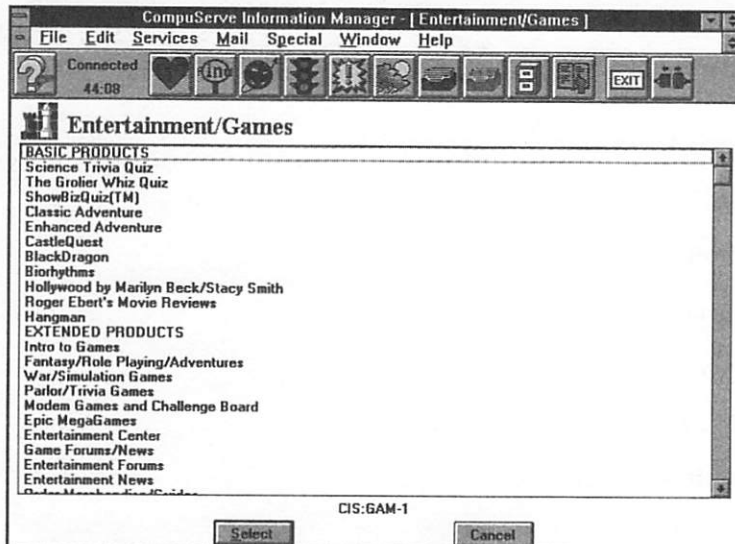 CompuServe Information Manager - [ Entertainment/Games ]
File Edit Services Mail Special Window Help
Connected
44:08
EXIT
Entertainment/Games
BASIC PRODUCTS
Science Trivia Quiz
The Grolier Whiz Quiz
ShowBizQuiz(TM)
Classic Adventure
Enhanced Adventure
CastleQuest
BlackDragon
Biorhythms
Hollywood by Marilyn Beck/Stacy Smith
Roger Ebert's Movie Reviews
Hangman
EXTENDED PRODUCTS
Intro to Games
Fantasy/Role Playing/Adventures
War/Simulation Games
Parlor/Trivia Games
Modem Games and Challenge Board
Epic MegaGames
Entertainment Center
Game Forums/News
Entertainment Forums
Entertainment News
Order Merchandise/Guides
CIS:GAM-1
Select
Cancel